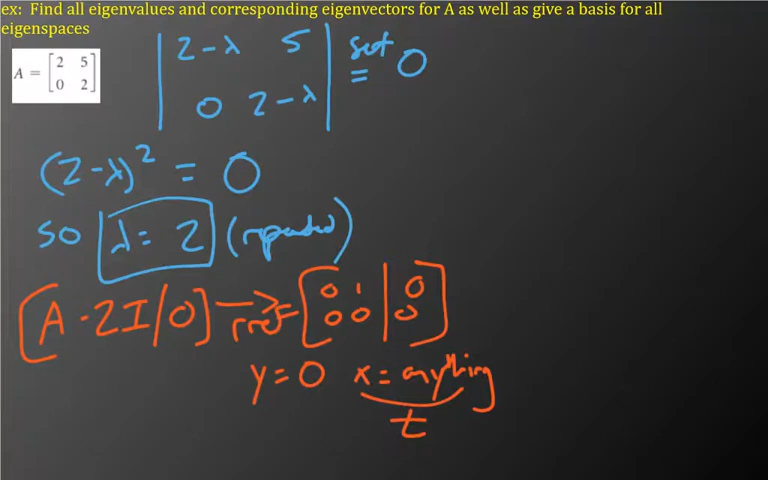 ex: Find all eigenvalues and corresponding eigenvectors for A as well as give a basis for all
eigenspaces
A = [2 5
0 2]
|2-λ 5
0 2-λ| set = 0
(2-λ)² = 0
so λ = 2 (repeated)
[A - 2I | 0] → rref [0 1 | 0
0 0 | 0]
y = 0 x = anything
t